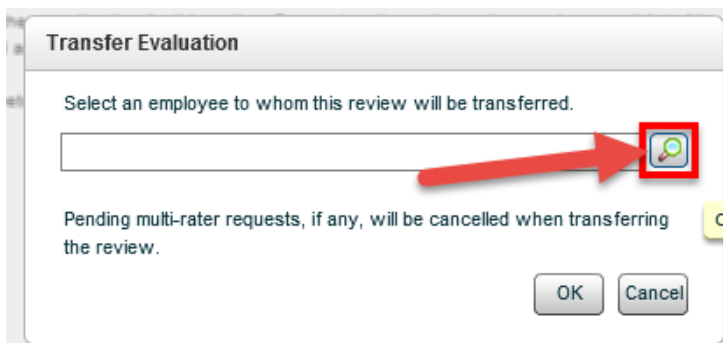 Transfer Evaluation
Select an employee to whom this review will be transferred.
Pending multi-rater requests, if any, will be cancelled when transferring
the review.
OK Cancel